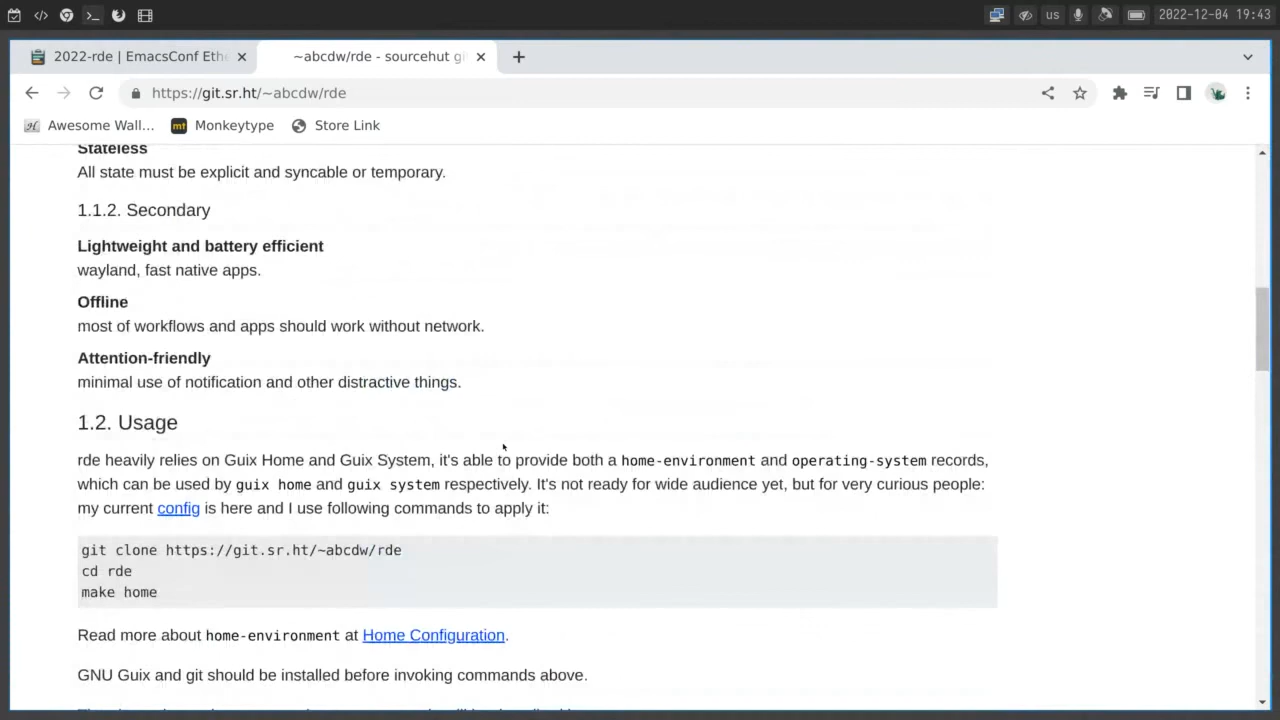 us
2022-12-04 19:43
2022-rde | EmacsConf Ethe
~abcdw/rde - sourcehut gi
https://git.sr.ht/~abcdw/rde
Awesome Wall...
mt
Monkeytype
Store Link
Stateless
All state must be explicit and syncable or temporary.
1.1.2. Secondary
Lightweight and battery efficient
wayland, fast native apps.
Offline
most of workflows and apps should work without network.
Attention-friendly
minimal use of notification and other distractive things.
1.2. Usage
rde heavily relies on Guix Home and Guix System, it's able to provide both a home-environment and operating-system records,
which can be used by guix home and guix system respectively. It's not ready for wide audience yet, but for very curious people:
my current config is here and I use following commands to apply it:
git clone https://git.sr.ht/~abcdw/rde
cd rde
make home
Read more about home-environment at Home Configuration.
GNU Guix and git should be installed before invoking commands above.